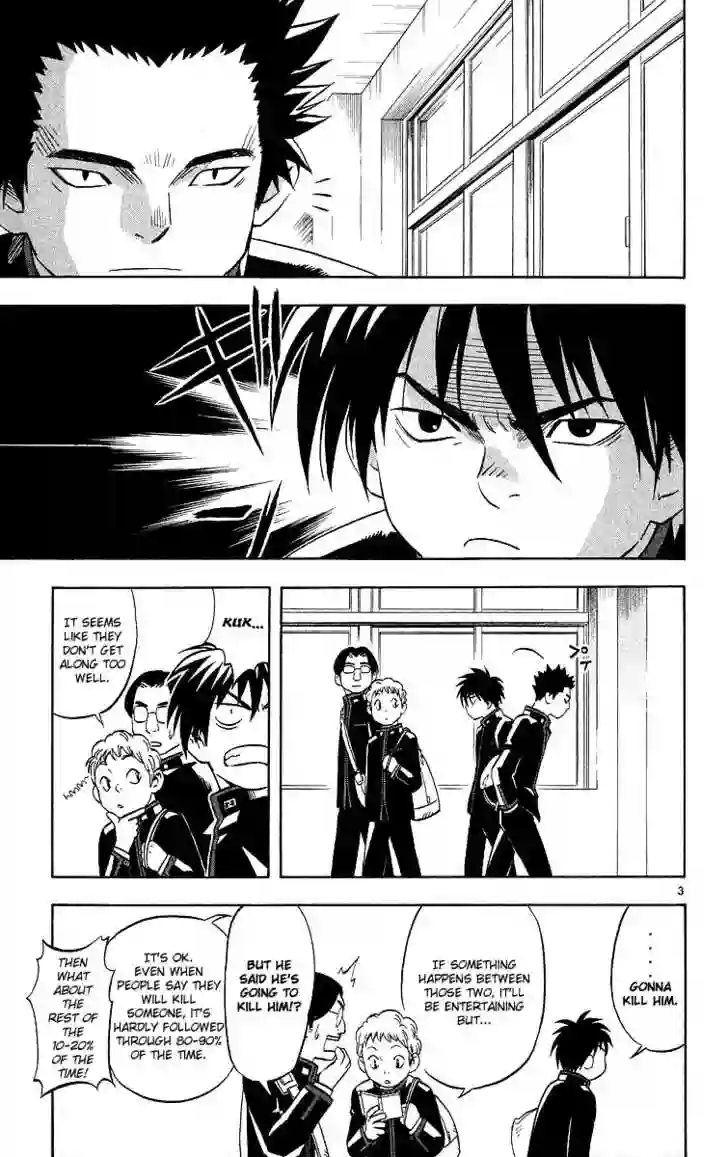 KUK...
IT SEEMS
LIKE THEY
DON'T GET
ALONG TOO
WELL.
HMM~
3
......
GONNA
KILL HIM.
IF SOMETHING
HAPPENS BETWEEN
THOSE TWO, IT'LL
BE ENTERTAINING
BUT...
BUT HE
SAID HE'S
GOING TO
KILL HIM!?
IT'S OK.
EVEN WHEN
PEOPLE SAY THEY
WILL KILL
SOMEONE, IT'S
HARDLY FOLLOWED
THROUGH 80-90%
OF THE TIME.
THEN
WHAT
ABOUT
THE REST
OF THE
10-20%
OF THE
TIME!